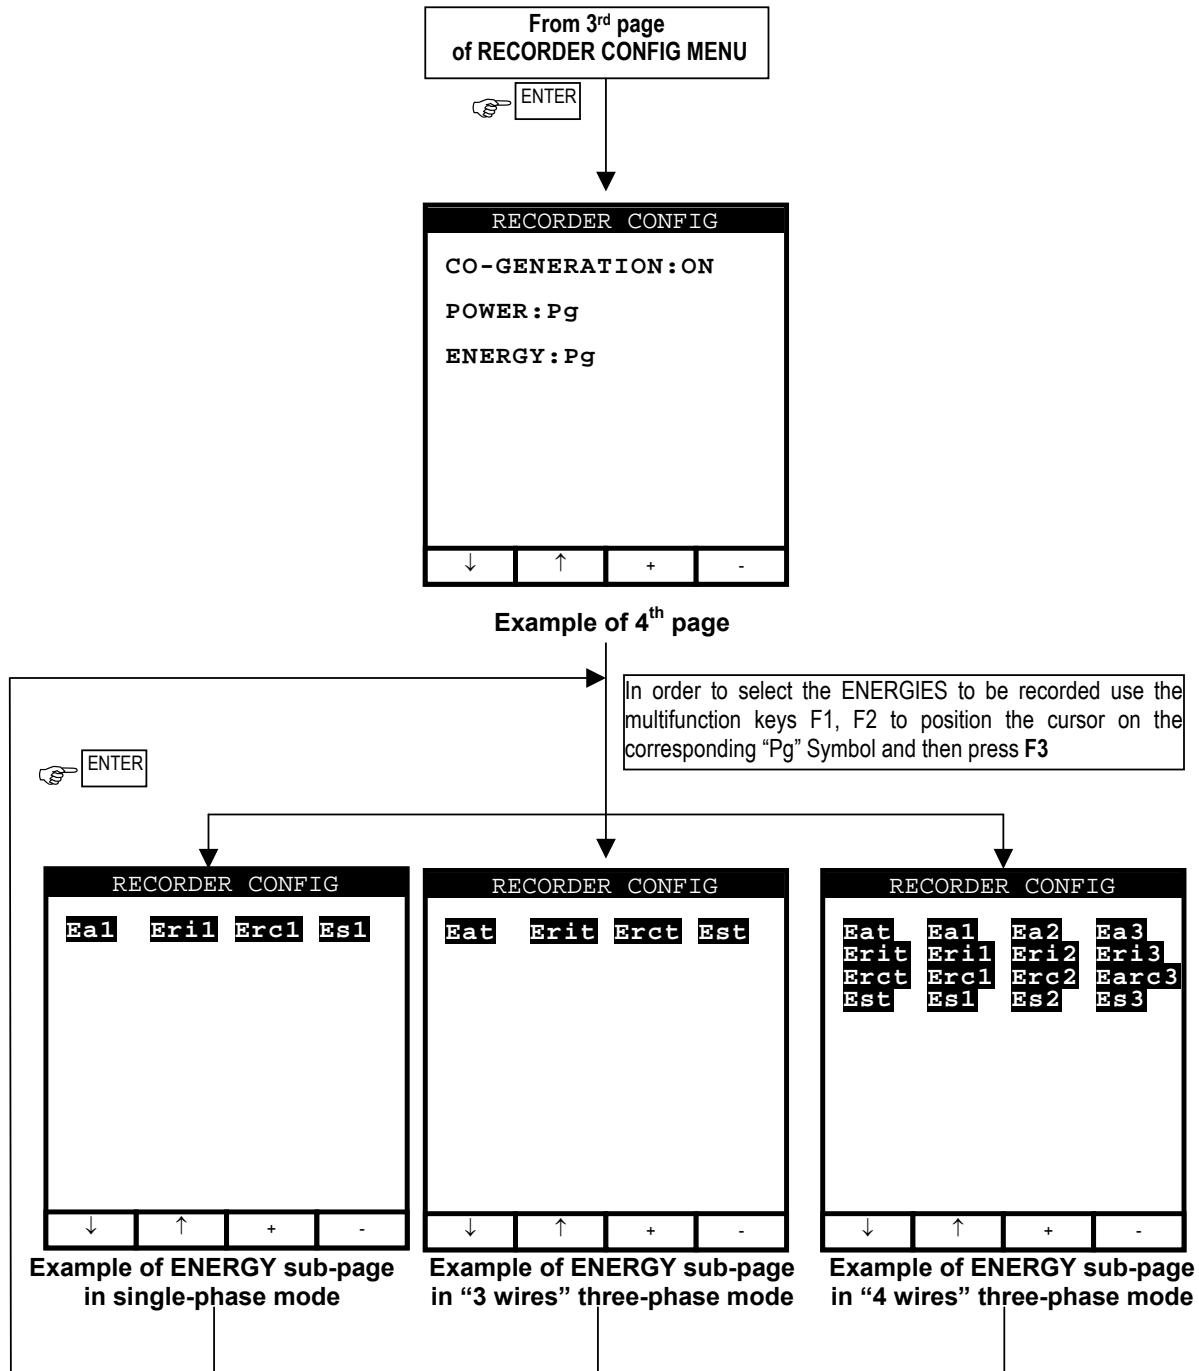 From 3rd page
of RECORDER CONFIG MENU
ENTER
RECORDER CONFIG
CO-GENERATION:ON
POWER:Pg
ENERGY:Pg
↓ ↑ + -
Example of 4th page
In order to select the ENERGIES to be recorded use the
multifunction keys F1, F2 to position the cursor on the
corresponding “Pg” Symbol and then press F3
ENTER
RECORDER CONFIG
Ea1 Eri1 Erc1 Es1
↓ ↑ + -
Example of ENERGY sub-page
in single-phase mode
RECORDER CONFIG
Eat Erit Erct Est
↓ ↑ + -
Example of ENERGY sub-page
in “3 wires” three-phase mode
RECORDER CONFIG
Eat Ea1 Ea2 Ea3
Erit Eri1 Eri2 Eri3
Erct Erc1 Erc2 Earc3
Est Es1 Es2 Es3
↓ ↑ + -
Example of ENERGY sub-page
in “4 wires” three-phase mode